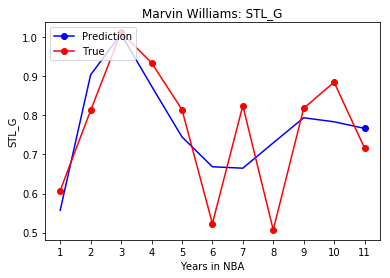 Marvin Williams: STL_G
Prediction
True
STL_G
1.0
0.9
0.8
0.7
0.6
0.5
1 2 3 4 5 6 7 8 9 10 11
Years in NBA